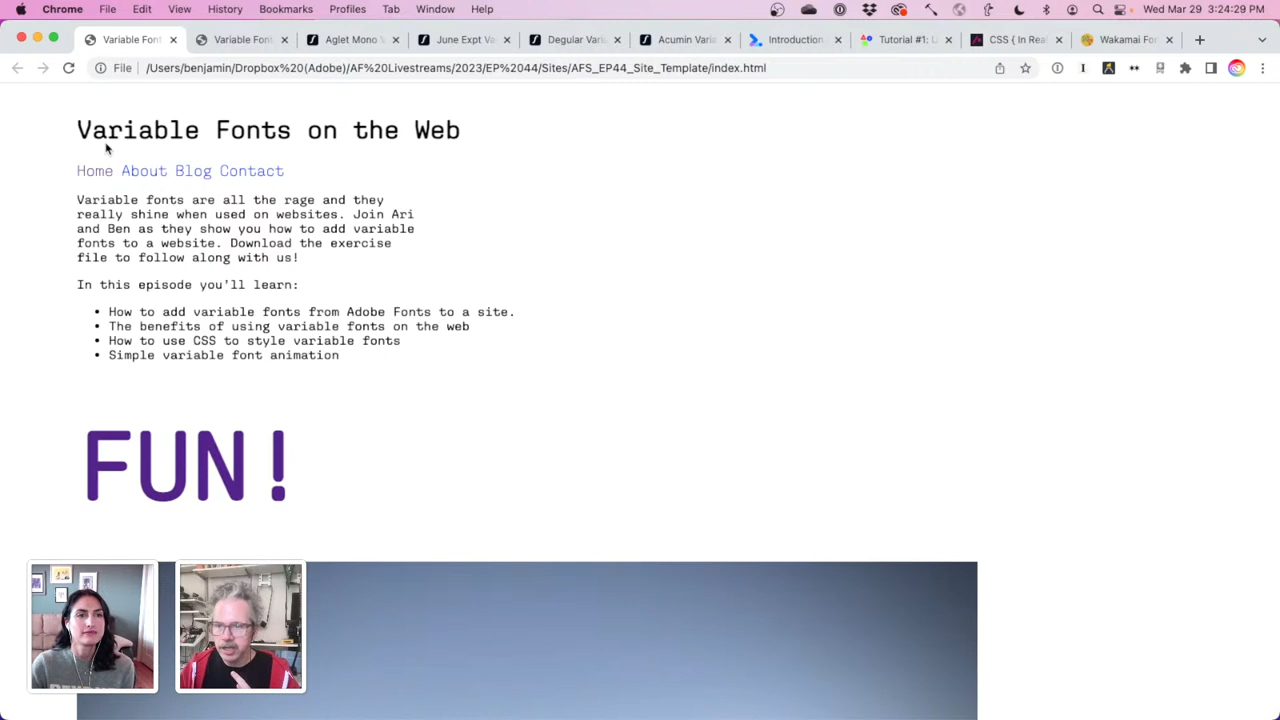 Chrome File Edit View History Bookmarks Profiles Tab Window Help
Wed Mar 29 3:24:29 PM
Variable Font
Variable Font
Aglet Mono V
June Expt Va
Degular Varia
Acumin Varia
Introduction
Tutorial #1: L
CSS { In Rea
Wakamai For
File /Users/benjamin/Dropbox%20(Adobe)/AF%20Livestreams/2023/EP%2044/Sites/AFS_EP44_Site_Template/index.html
Variable Fonts on the Web
Home About Blog Contact
Variable fonts are all the rage and they
really shine when used on websites. Join Ari
and Ben as they show you how to add variable
fonts to a website. Download the exercise
file to follow along with us!
In this episode you'll learn:
• How to add variable fonts from Adobe Fonts to a site.
• The benefits of using variable fonts on the web
• How to use CSS to style variable fonts
• Simple variable font animation
FUN!